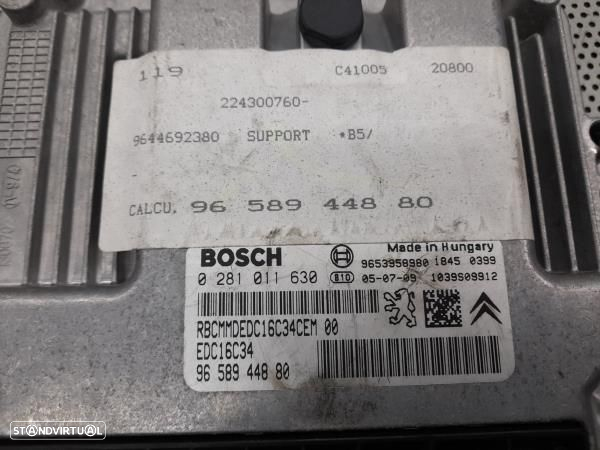 119 C41005 20800
224300760-
9644692380 SUPPORT *B5/
-
CALCU. 96 589 448 80
BOSCH Made in Hungary
9653958980 1845 0399
0 281 011 630 B10 05-07-09 1039S09912
RBCMMDEDC16C34CEM 00
EDC16C34
96 589 448 80
STANDVIRTUAL